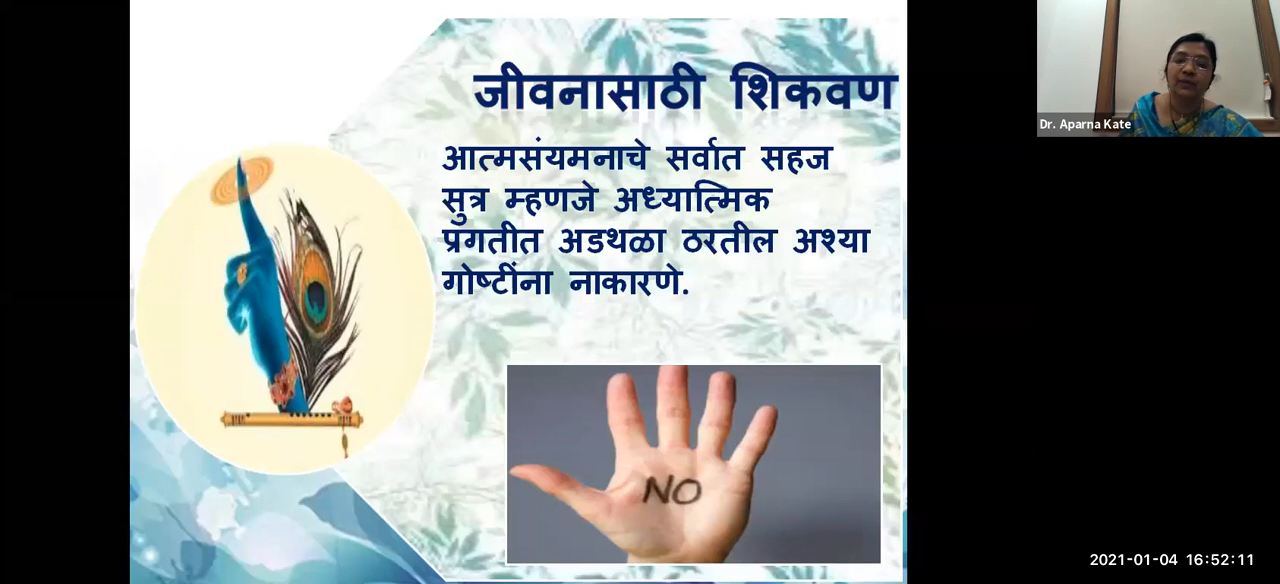 जीवनासाठी शिकवण
आत्मसंयमनाचे सर्वात सहज
सुत्र म्हणजे अध्यात्मिक
प्रगतीत अडथळा ठरतील अश्या
गोष्टींना नाकारणे.
NO
Dr. Aparna Kate
2021-01-04 16:52:11